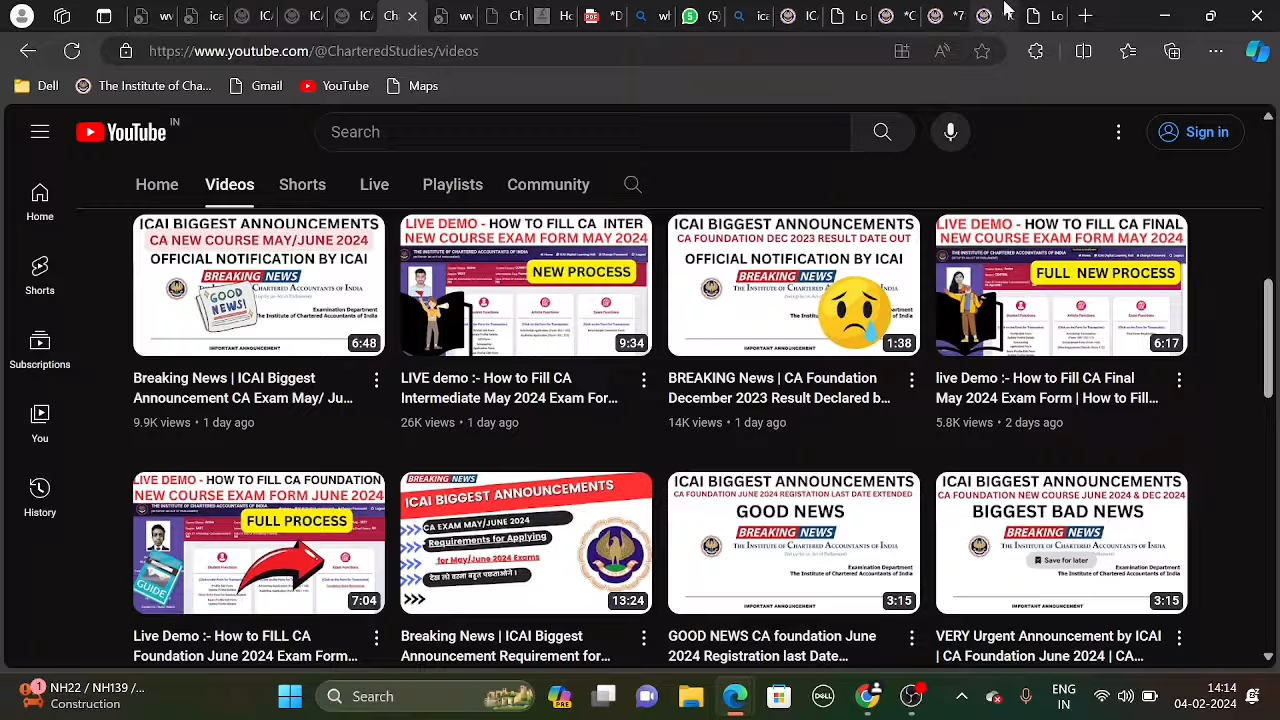 Ch
https://www.youtube.com/@CharteredStudies/videos
Dell
The Institute of Cha...
Gmail
YouTube
Maps
YouTube IN
Search
Sign in
Home
Videos
Shorts
Live
Playlists
Community
Home
Shorts
Subscriptions
You
History
ICAI BIGGEST ANNOUNCEMENTS
CA NEW COURSE MAY/JUNE 2024
OFFICIAL NOTIFICATION BY ICAI
BREAKING NEWS
GOOD NEWS!
Examination Department
The Institute of Chartered Accountants of India
IMPORTANT ANNOUNCEMENT
6:48
Breaking News | ICAI Biggest
Announcement CA Exam May/ Ju...
9.9K views • 1 day ago
LIVE DEMO - HOW TO FILL CA INTER
NEW COURSE EXAM FORM MAY 2024
THE INSTITUTE OF CHARTERED ACCOUNTANTS OF INDIA
NEW PROCESS
9:34
LIVE demo :- How to Fill CA
Intermediate May 2024 Exam For...
26K views • 1 day ago
ICAI BIGGEST ANNOUNCEMENTS
CA FOUNDATION DEC 2023 RESULT DATE OUT
OFFICIAL NOTIFICATION BY ICAI
BREAKING NEWS
IMPORTANT ANNOUNCEMENT
1:38
BREAKING News | CA Foundation
December 2023 Result Declared b...
14K views • 1 day ago
LIVE DEMO - HOW TO FILL CA FINAL
NEW COURSE EXAM FORM MAY 2024
THE INSTITUTE OF CHARTERED ACCOUNTANTS OF INDIA
FULL NEW PROCESS
6:17
live Demo :- How to Fill CA Final
May 2024 Exam Form | How to Fill...
5.8K views • 2 days ago
LIVE DEMO - HOW TO FILL CA FOUNDATION
NEW COURSE EXAM FORM JUNE 2024
FULL PROCESS
GUIDE
7:04
Live Demo :- How to FILL CA
Foundation June 2024 Exam Form...
BREAKING NEWS
ICAI BIGGEST ANNOUNCEMENTS
CA EXAM MAY/JUNE 2024
Requirements for Applying
for May/June 2024 Exams
Breaking News | ICAI Biggest
Announcement Requirement for...
ICAI BIGGEST ANNOUNCEMENTS
CA FOUNDATION JUNE 2024 REGISTATION LAST DATE EXTENDED
GOOD NEWS
BREAKING NEWS
THE INSTITUTE OF CHARTERED ACCOUNTANTS OF INDIA
Examination Department
The Institute of Chartered Accountants of India
IMPORTANT ANNOUNCEMENT
3:15
GOOD NEWS CA foundation June
2024 Registration last Date...
ICAI BIGGEST ANNOUNCEMENTS
CA FOUNDATION NEW COURSE JUNE 2024 & DEC 2024
BIGGEST BAD NEWS
BREAKING NEWS
THE INSTITUTE OF CHARTERED ACCOUNTANTS OF INDIA
Save for later
Examination Department
The Institute of Chartered Accountants of India
IMPORTANT ANNOUNCEMENT
3:15
VERY Urgent Announcement by ICAI
| CA Foundation June 2024 | CA...
1
NH22 / NH139 /...
Construction
Search
PRE
DELL
ENG
IN
14:14
04-02-2024